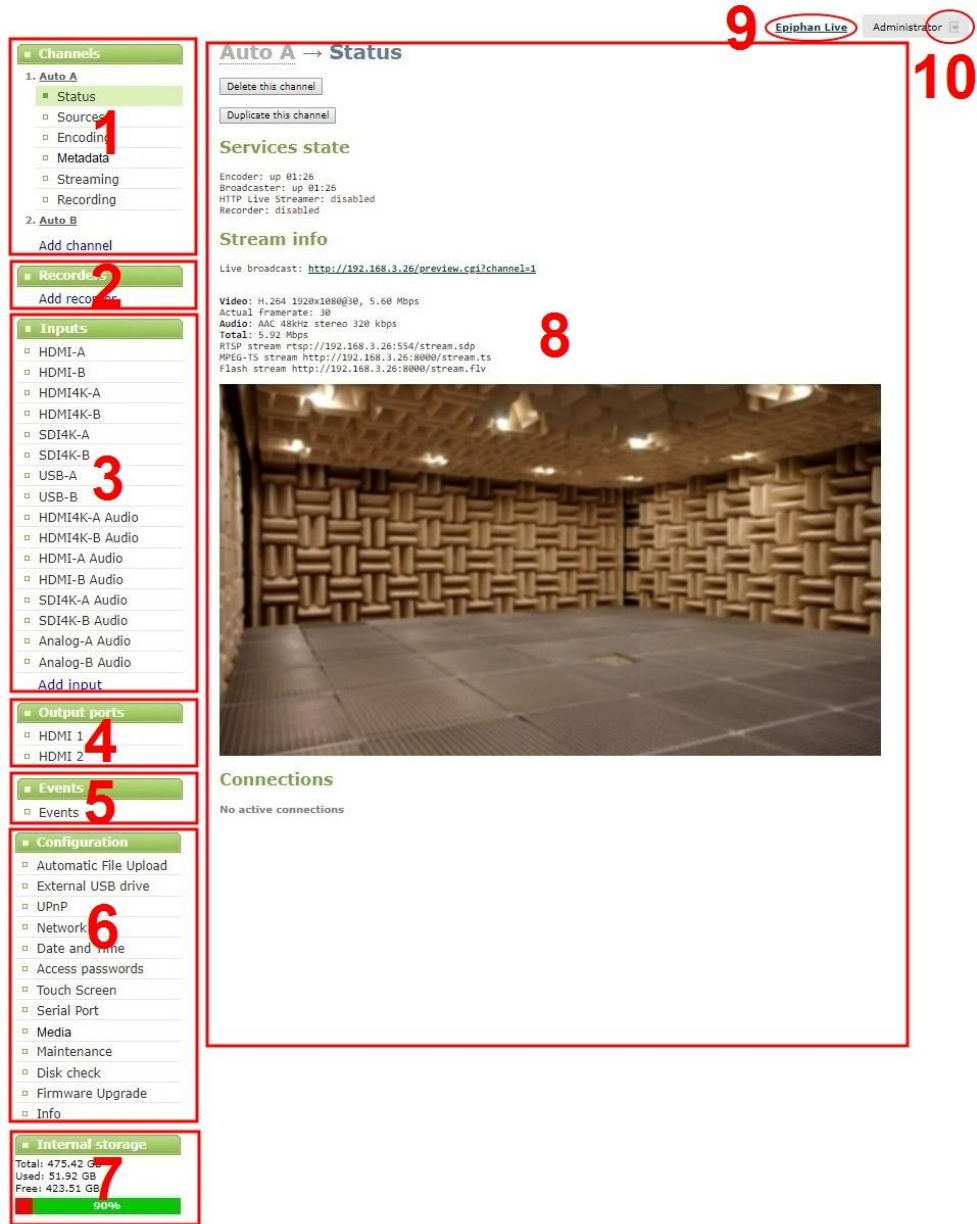 9
Epiphan Live
Administrator
10
Channels
1. Auto A
Status
Sources
Encoding
Metadata
Streaming
Recording
2. Auto B
Add channel
1
Recorders
Add recorder
2
Inputs
HDMI-A
HDMI-B
HDMI4K-A
HDMI4K-B
SDI4K-A
SDI4K-B
USB-A
USB-B
HDMI4K-A Audio
HDMI4K-B Audio
HDMI-A Audio
HDMI-B Audio
SDI4K-A Audio
SDI4K-B Audio
Analog-A Audio
Analog-B Audio
Add input
3
Output ports
HDMI 1
HDMI 2
4
Events
Events
5
Configuration
Automatic File Upload
External USB drive
UPnP
Network
Date and Time
Access passwords
Touch Screen
Serial Port
Media
Maintenance
Disk check
Firmware Upgrade
Info
6
Internal storage
Total: 475.42 GB
Used: 51.92 GB
Free: 423.51 GB
90%
7
Auto A → Status
Delete this channel
Duplicate this channel
Services state
Encoder: up 01:26
Broadcaster: up 01:26
HTTP Live Streamer: disabled
Recorder: disabled
Stream info
Live broadcast: http://192.168.3.26/preview.cgi?channel=1
Video: H.264 1920x1080@30, 5.60 Mbps
Actual framerate: 30
Audio: AAC 48kHz stereo 320 kbps
Total: 5.92 Mbps
RTSP stream rtsp://192.168.3.26:554/stream.sdp
MPEG-TS stream http://192.168.3.26:8000/stream.ts
Flash stream http://192.168.3.26:8000/stream.flv
8
Connections
No active connections